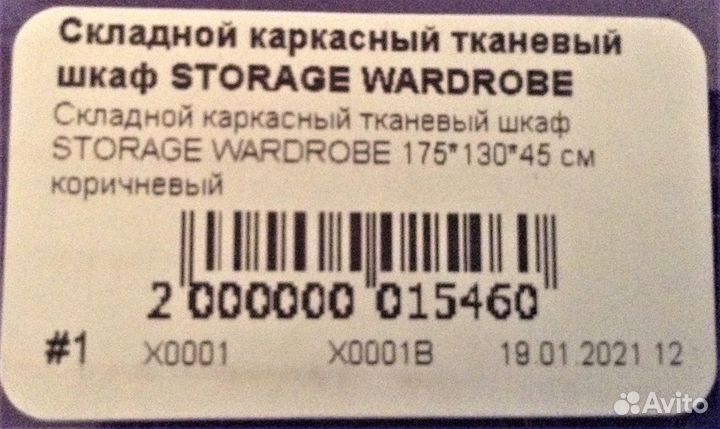 Складной каркасный тканевый
шкаф STORAGE WARDROBE
Складной каркасный тканевый шкаф
STORAGE WARDROBE 175*130*45 см
коричневый
2 000000 015460
#1 X0001 X0001B 19.01.2021 12
Avito